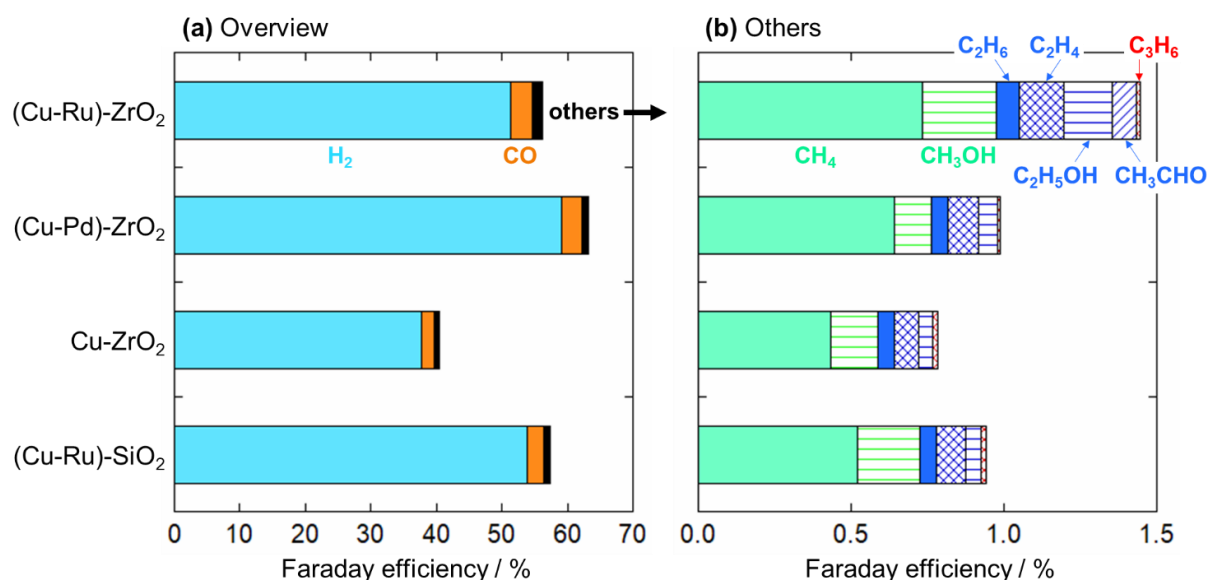 (a) Overview
(b) Others
C₂H₆
C₂H₄
C₃H₆
(Cu-Ru)-ZrO₂
others
H₂
CO
CH₄
CH₃OH
C₂H₅OH
CH₃CHO
(Cu-Pd)-ZrO₂
Cu-ZrO₂
(Cu-Ru)-SiO₂
0 10 20 30 40 50 60 70
0.0 0.5 1.0 1.5
Faraday efficiency / %
Faraday efficiency / %